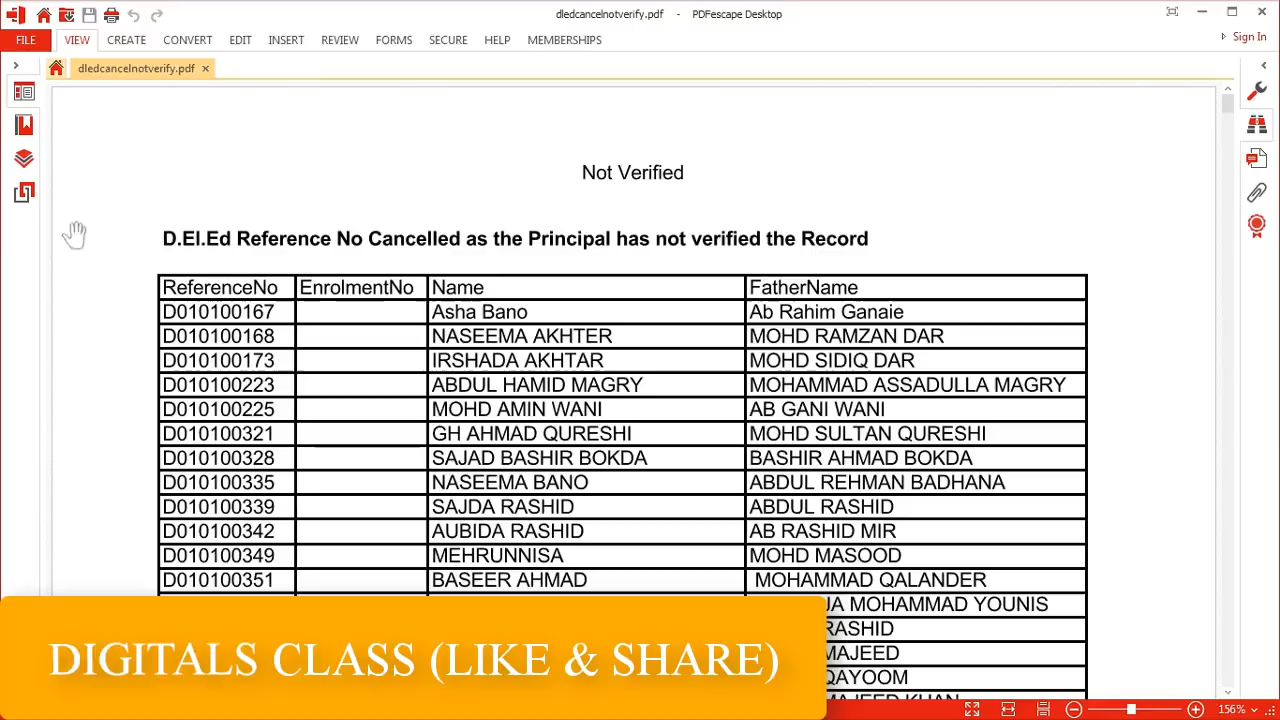 dledcancelnotverify.pdf - PDFescape Desktop
FILE VIEW CREATE CONVERT EDIT INSERT REVIEW FORMS SECURE HELP MEMBERSHIPS Sign In
dledcancelnotverify.pdf ×
Not Verified
D.El.Ed Reference No Cancelled as the Principal has not verified the Record
ReferenceNo EnrolmentNo Name FatherName
D010100167 Asha Bano Ab Rahim Ganaie
D010100168 NASEEMA AKHTER MOHD RAMZAN DAR
D010100173 IRSHADA AKHTAR MOHD SIDIQ DAR
D010100223 ABDUL HAMID MAGRY MOHAMMAD ASSADULLA MAGRY
D010100225 MOHD AMIN WANI AB GANI WANI
D010100321 GH AHMAD QURESHI MOHD SULTAN QURESHI
D010100328 SAJAD BASHIR BOKDA BASHIR AHMAD BOKDA
D010100335 NASEEMA BANO ABDUL REHMAN BADHANA
D010100339 SAJDA RASHID ABDUL RASHID
D010100342 AUBIDA RASHID AB RASHID MIR
D010100349 MEHRUNNISA MOHD MASOOD
D010100351 BASEER AHMAD MOHAMMAD QALANDER
MOHAMMAD YOUNIS
RASHID
MAJEED
QAYOOM
MAJEED KHAN
DIGITALS CLASS (LIKE & SHARE)
156%